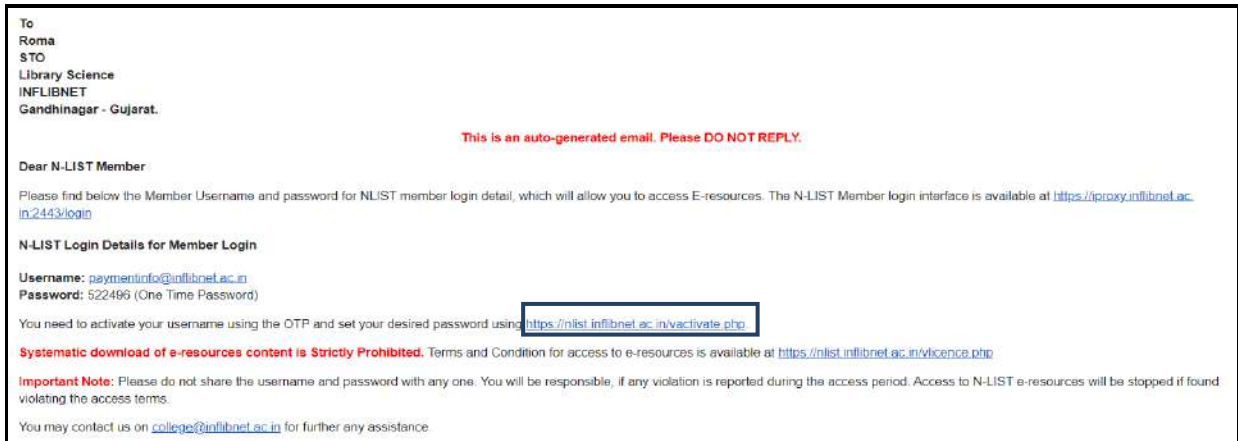 To
Roma
STO
Library Science
INFLIBNET
Gandhinagar - Gujarat.
This is an auto-generated email. Please DO NOT REPLY.
Dear N-LIST Member
Please find below the Member Username and password for NLIST member login detail, which will allow you to access E-resources. The N-LIST Member login interface is available at https://iproxy.inflibnet.ac.
in:2443/login
N-LIST Login Details for Member Login
Username: paymentinfo@inflibnet.ac.in
Password: 522496 (One Time Password)
You need to activate your username using the OTP and set your desired password using https://nlist.inflibnet.ac.in/vactivate.php.
Systematic download of e-resources content is Strictly Prohibited. Terms and Condition for access to e-resources is available at https://nlist.inflibnet.ac.in/vlicence.php
Important Note: Please do not share the username and password with any one. You will be responsible, if any violation is reported during the access period. Access to N-LIST e-resources will be stopped if found
violating the access terms.
You may contact us on college@inflibnet.ac.in for further any assistance.